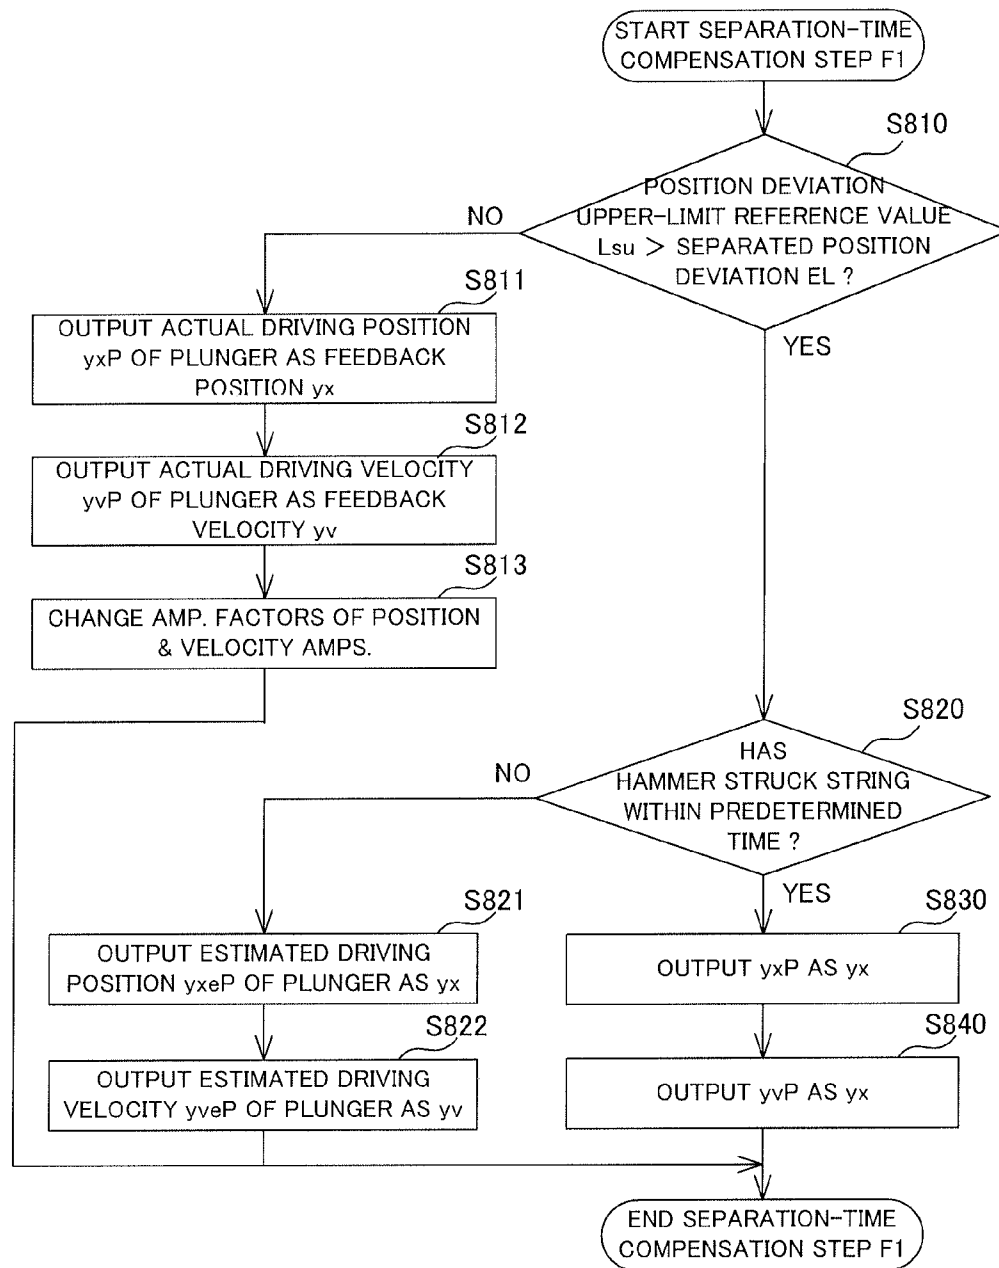 START SEPARATION-TIME
COMPENSATION STEP F1
S810
POSITION DEVIATION
UPPER-LIMIT REFERENCE VALUE
Lsu > SEPARATED POSITION
DEVIATION EL ?
NO
YES
S811
OUTPUT ACTUAL DRIVING POSITION
yxP OF PLUNGER AS FEEDBACK
POSITION yx
S812
OUTPUT ACTUAL DRIVING VELOCITY
yvP OF PLUNGER AS FEEDBACK
VELOCITY yv
S813
CHANGE AMP. FACTORS OF POSITION
& VELOCITY AMPS.
S820
HAS
HAMMER STRUCK STRING
WITHIN PREDETERMINED
TIME ?
NO
YES
S821
OUTPUT ESTIMATED DRIVING
POSITION yxeP OF PLUNGER AS yx
S822
OUTPUT ESTIMATED DRIVING
VELOCITY yveP OF PLUNGER AS yv
S830
OUTPUT yxP AS yx
S840
OUTPUT yvP AS yx
END SEPARATION-TIME
COMPENSATION STEP F1